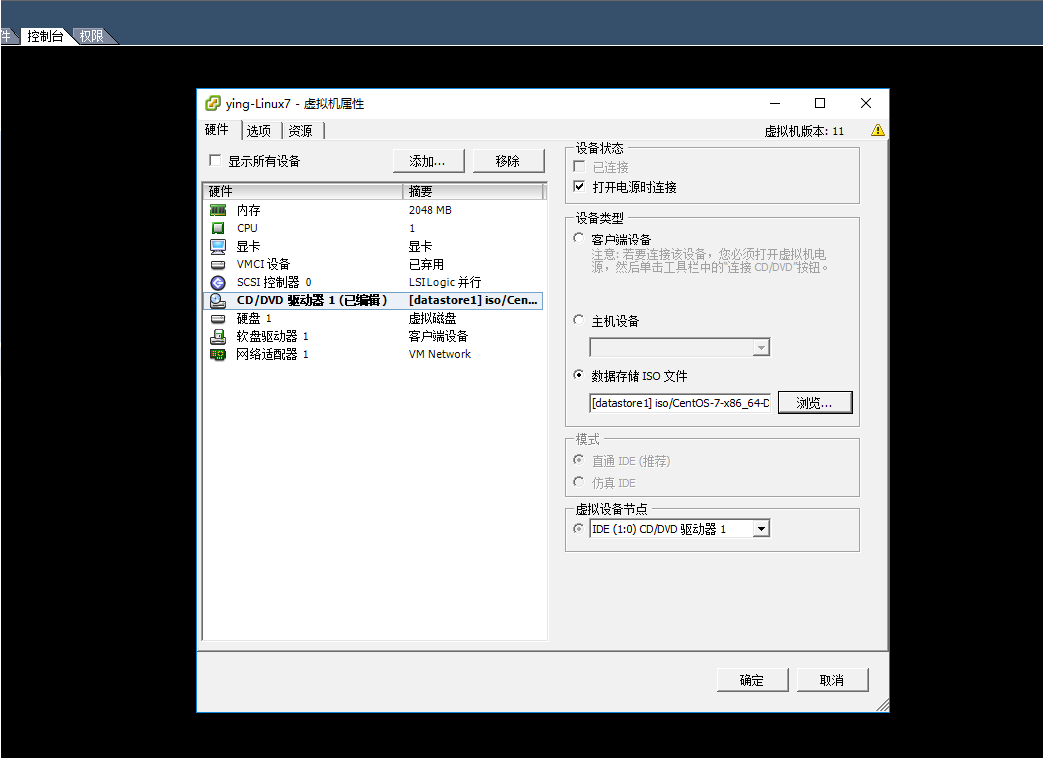 件 控制台 权限
ying-Linux7 - 虚拟机属性
硬件 选项 资源 虚拟机版本: 11
显示所有设备 添加... 移除
硬件 摘要
内存 2048 MB
CPU 1
显卡 显卡
VMCI 设备 已弃用
SCSI 控制器 0 LSI Logic 并行
CD/DVD 驱动器 1 (已编辑) [datastore1] iso/Cen...
硬盘 1 虚拟磁盘
软盘驱动器 1 客户端设备
网络适配器 1 VM Network
设备状态
已连接
打开电源时连接
设备类型
客户端设备
注意: 若要连接该设备，您必须打开虚拟机电
源，然后单击工具栏中的“连接 CD/DVD”按钮。
主机设备
数据存储 ISO 文件
[datastore1] iso/CentOS-7-x86_64-D 浏览...
模式
直通 IDE (推荐)
仿真 IDE
虚拟设备节点
IDE (1:0) CD/DVD 驱动器 1
确定 取消